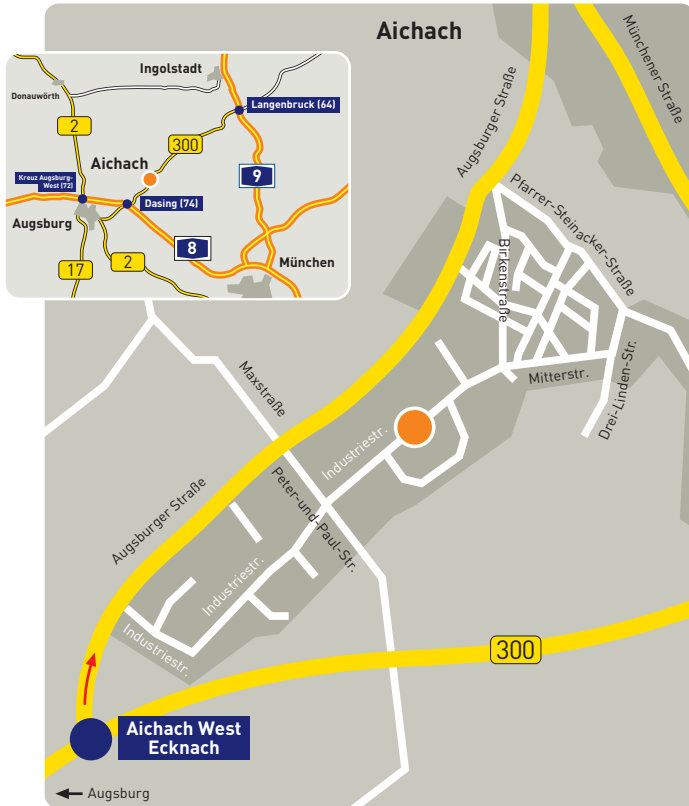 Aichach
Münchener Straße
Augsburger Straße
Ingolstadt
Donauwörth
Langenbruck (64)
2
300
Aichach
9
Kreuz Augsburg-
West (72)
Dasing (74)
Augsburg
8
17
2
München
Pfarrer-Steinacker-Straße
Birkenstraße
Mitterstr.
Drei-Linden-Str.
Maxstraße
Industriestr.
Peter-und-Paul-Str.
Augsburger Straße
Industriestr.
Industriestr.
300
Aichach West
Ecknach
Augsburg